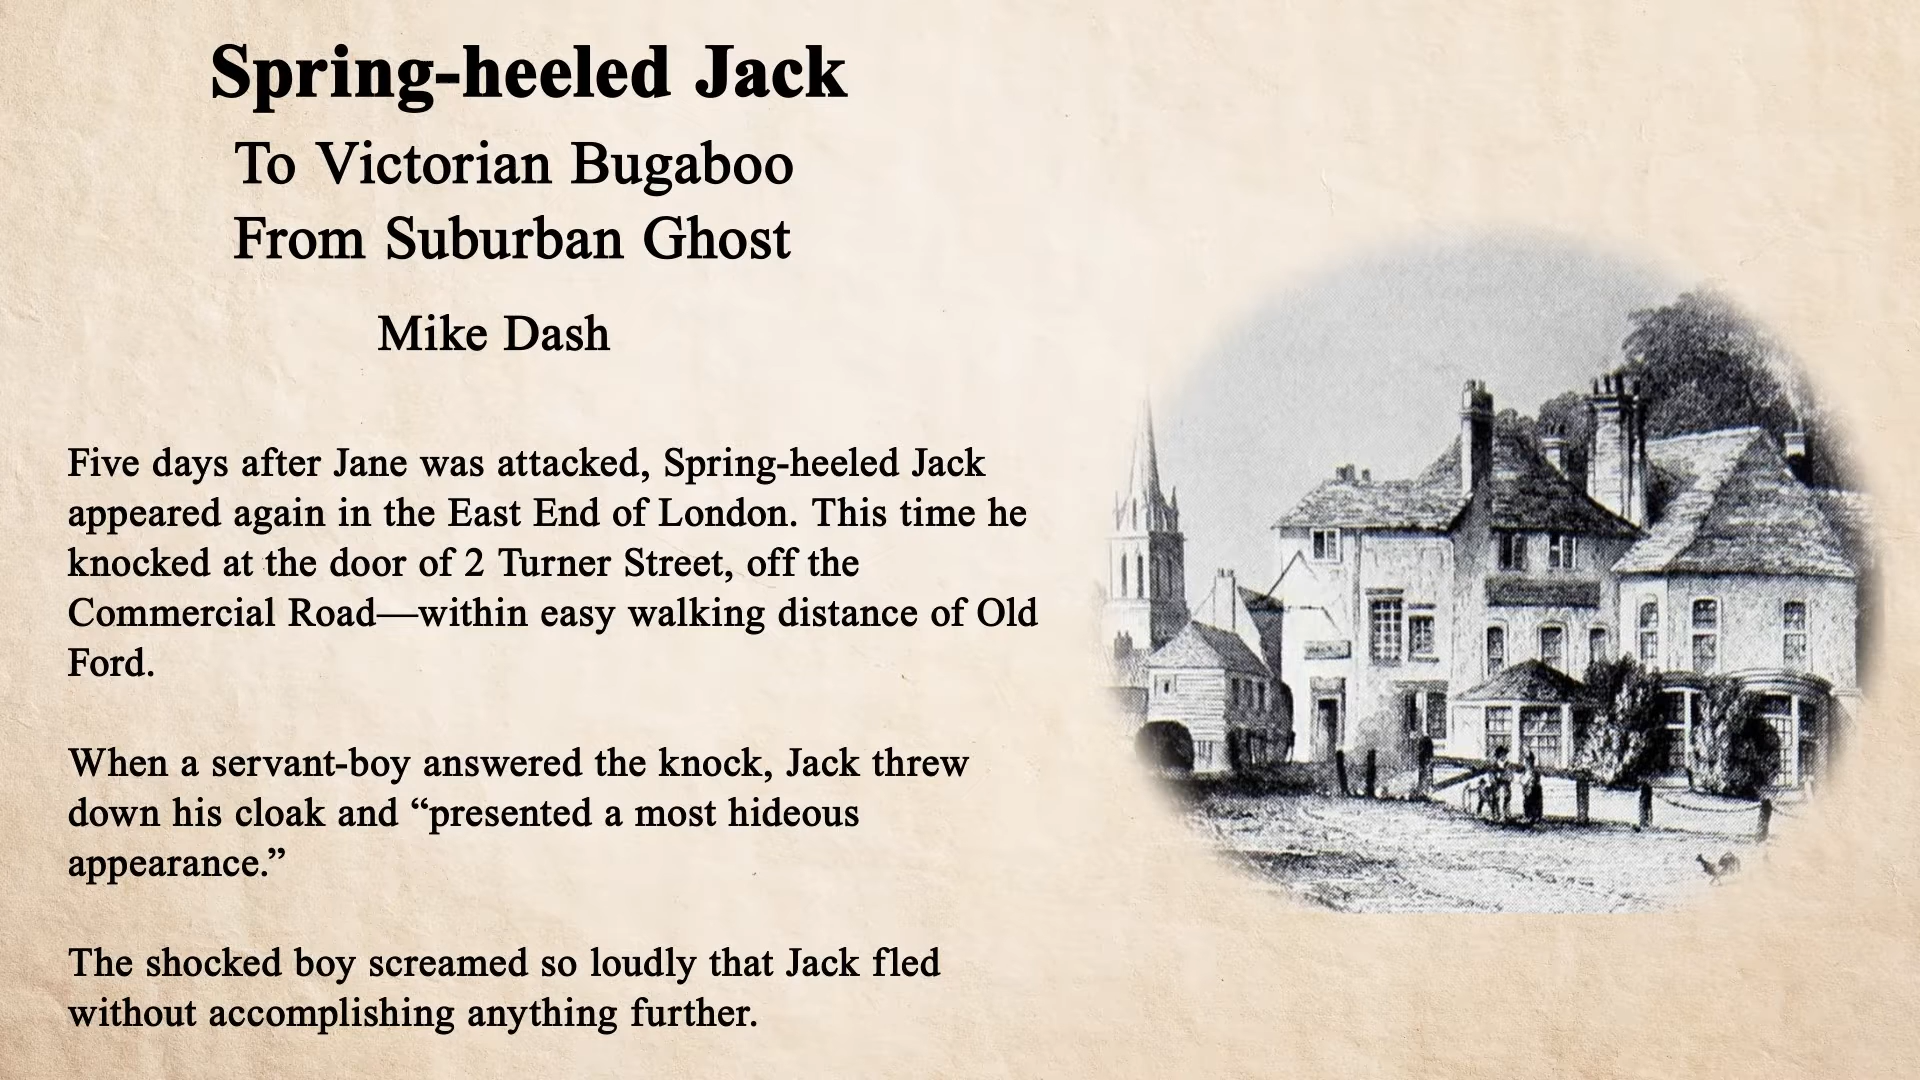 Spring-heeled Jack
To Victorian Bugaboo
From Suburban Ghost
Mike Dash
Five days after Jane was attacked, Spring-heeled Jack
appeared again in the East End of London. This time he
knocked at the door of 2 Turner Street, off the
Commercial Road—within easy walking distance of Old
Ford.
When a servant-boy answered the knock, Jack threw
down his cloak and “presented a most hideous
appearance.”
The shocked boy screamed so loudly that Jack fled
without accomplishing anything further.